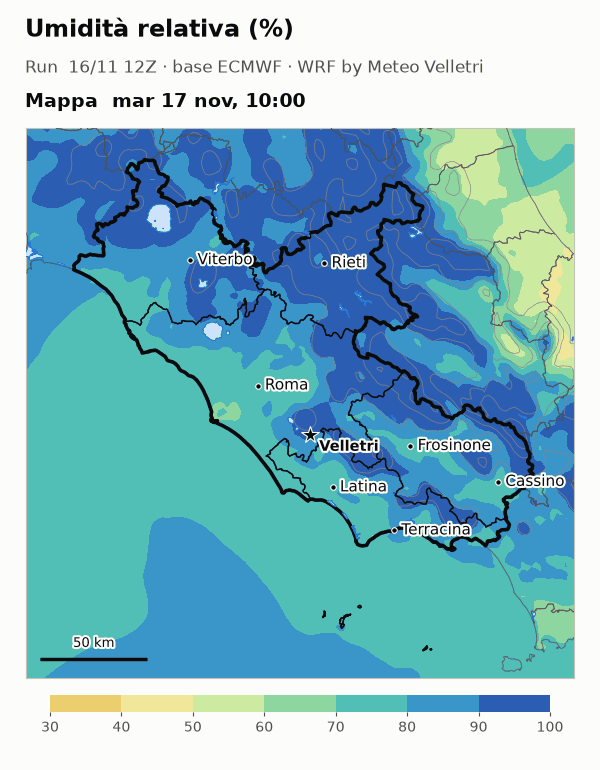 Umidità relativa (%)
Run  16/11 12Z · base ECMWF · WRF by Meteo Velletri
Mappa  mar 17 nov, 10:00
Viterbo
Rieti
Roma
Velletri
Frosinone
Cassino
Latina
Terracina
50 km
30 40 50 60 70 80 90 100